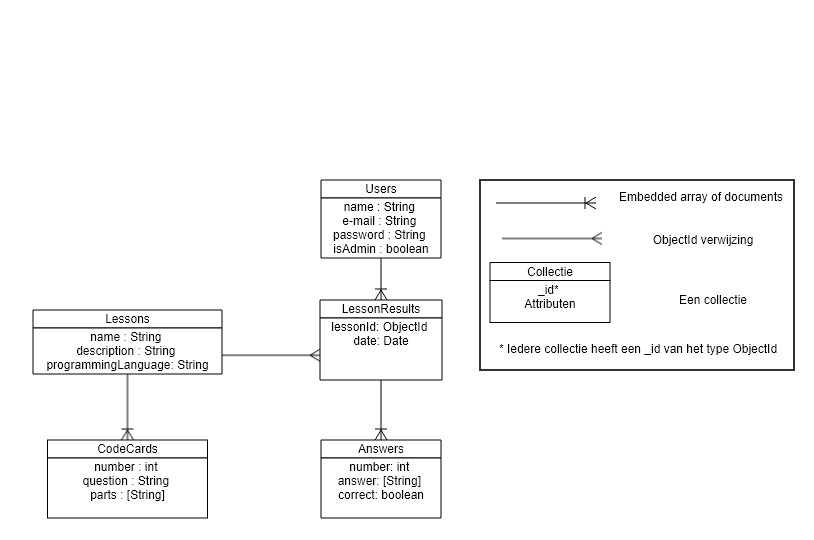 Users
name : String
e-mail : String
password : String
isAdmin : boolean
Embedded array of documents
ObjectId verwijzing
Collectie
_id*
Attributen
Een collectie
* Iedere collectie heeft een _id van het type ObjectId
Lessons
name : String
description : String
programmingLanguage: String
LessonResults
lessonId: ObjectId
date: Date
CodeCards
number : int
question : String
parts : [String]
Answers
number: int
answer: [String]
correct: boolean